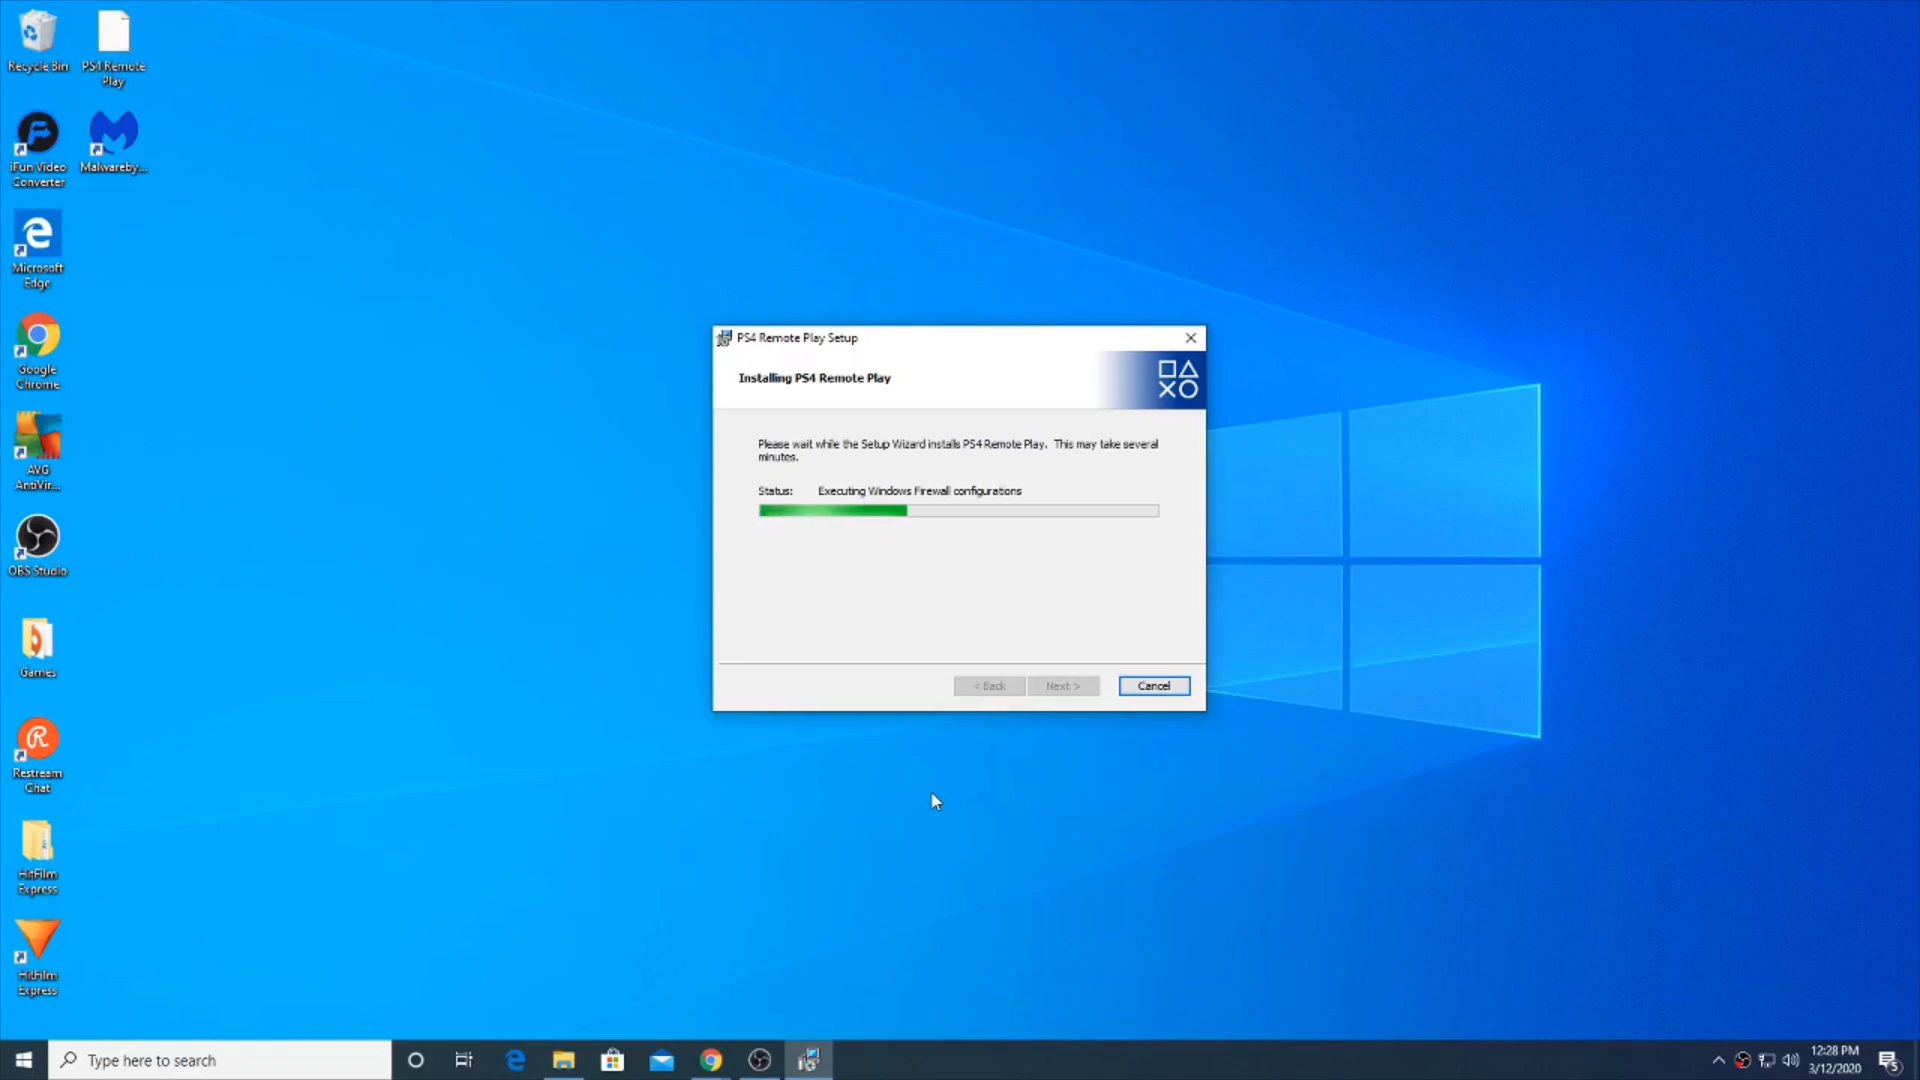 Recycle Bin
PS4 Remote
Play
iFun Video
Converter
Malwareby...
Microsoft
Edge
Google
Chrome
AVG
AntiVir...
OBS Studio
Games
Restream
Chat
HitFilm
Express
HitFilm
Express
PS4 Remote Play Setup
Installing PS4 Remote Play
Please wait while the Setup Wizard installs PS4 Remote Play. This may take several
minutes.
Status: Executing Windows Firewall configurations
< Back Next > Cancel
Type here to search
12:28 PM
3/12/2020
5